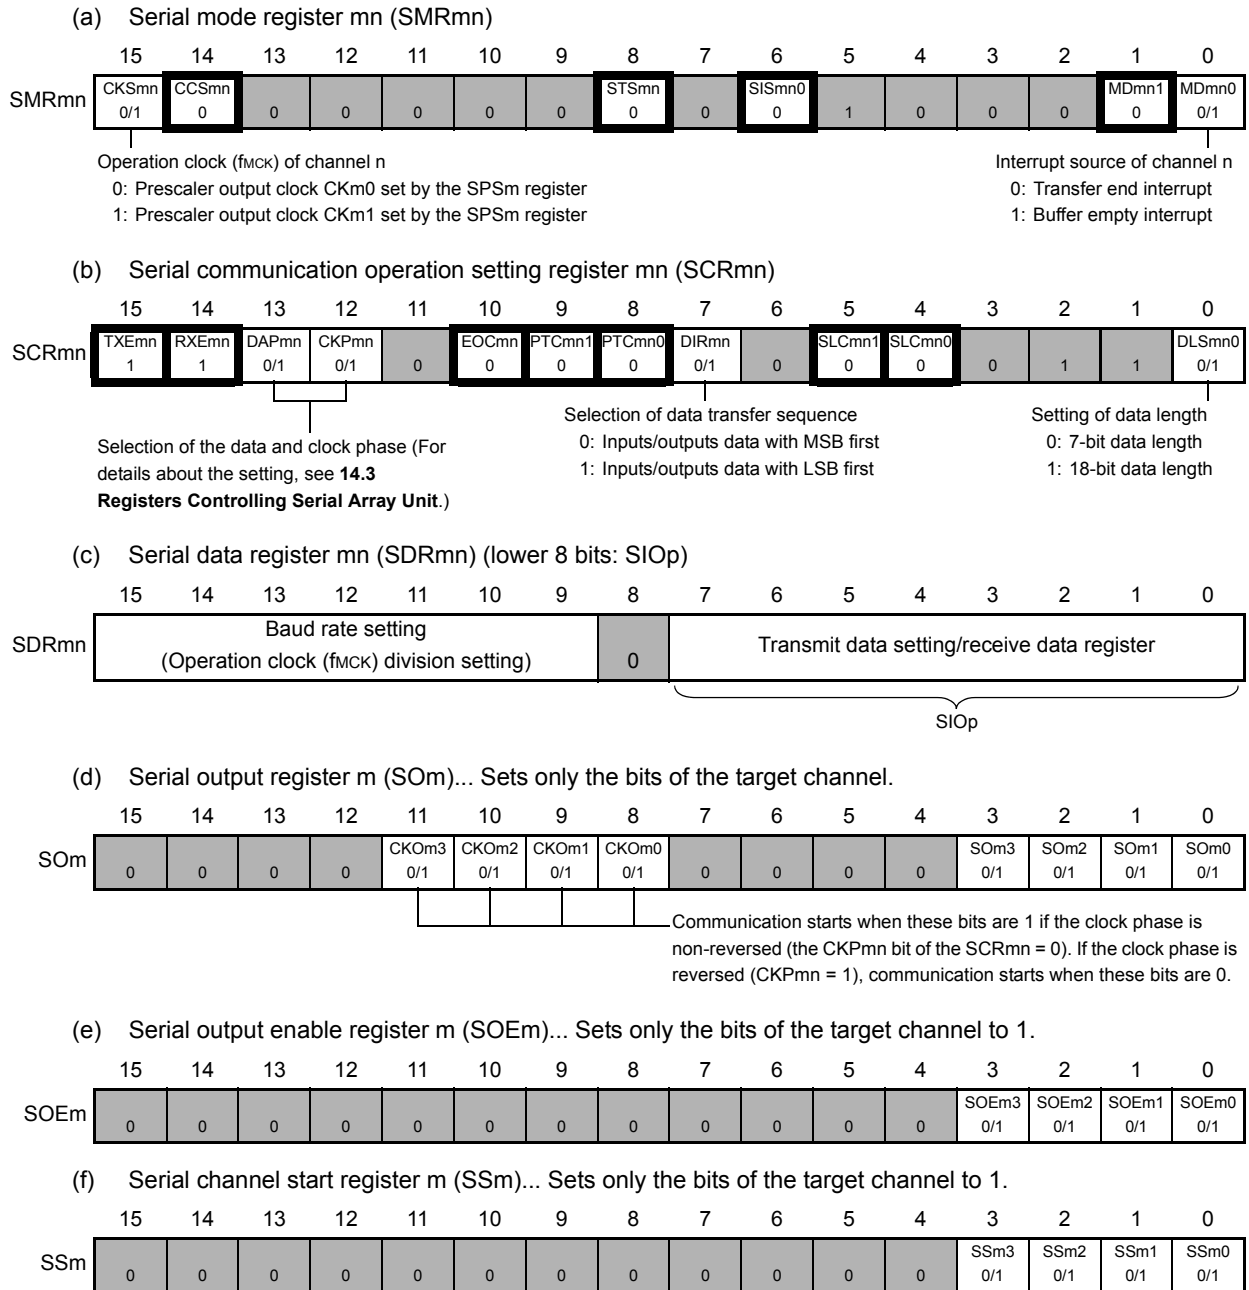 (a) Serial mode register mn (SMRmn)
15 14 13 12 11 10 9 8 7 6 5 4 3 2 1 0
SMRmn
CKSmn CCSmn STSmn SISmn0 MDmn1 MDmn0
0/1 0 0 0 0 0 0 0 0 0 1 0 0 0 0 0/1
Operation clock (fMCK) of channel n
0: Prescaler output clock CKm0 set by the SPSm register
1: Prescaler output clock CKm1 set by the SPSm register
Interrupt source of channel n
0: Transfer end interrupt
1: Buffer empty interrupt
(b) Serial communication operation setting register mn (SCRmn)
15 14 13 12 11 10 9 8 7 6 5 4 3 2 1 0
SCRmn
TXEmn RXEmn DAPmn CKPmn EOCmn PTCmn1 PTCmn0 DIRmn SLCmn1 SLCmn0 DLSmn0
1 1 0/1 0/1 0 0 0 0 0/1 0 0 0 0 1 1 0/1
Selection of the data and clock phase (For
details about the setting, see 14.3
Registers Controlling Serial Array Unit.)
Selection of data transfer sequence
0: Inputs/outputs data with MSB first
1: Inputs/outputs data with LSB first
Setting of data length
0: 7-bit data length
1: 18-bit data length
(c) Serial data register mn (SDRmn) (lower 8 bits: SIOp)
15 14 13 12 11 10 9 8 7 6 5 4 3 2 1 0
SDRmn
Baud rate setting
(Operation clock (fMCK) division setting)
0
Transmit data setting/receive data register
SIOp
(d) Serial output register m (SOm)... Sets only the bits of the target channel.
15 14 13 12 11 10 9 8 7 6 5 4 3 2 1 0
SOm
CKOm3 CKOm2 CKOm1 CKOm0 SOm3 SOm2 SOm1 SOm0
0 0 0 0 0/1 0/1 0/1 0/1 0 0 0 0 0/1 0/1 0/1 0/1
Communication starts when these bits are 1 if the clock phase is
non-reversed (the CKPmn bit of the SCRmn = 0). If the clock phase is
reversed (CKPmn = 1), communication starts when these bits are 0.
(e) Serial output enable register m (SOEm)... Sets only the bits of the target channel to 1.
15 14 13 12 11 10 9 8 7 6 5 4 3 2 1 0
SOEm
SOEm3 SOEm2 SOEm1 SOEm0
0 0 0 0 0 0 0 0 0 0 0 0 0/1 0/1 0/1 0/1
(f) Serial channel start register m (SSm)... Sets only the bits of the target channel to 1.
15 14 13 12 11 10 9 8 7 6 5 4 3 2 1 0
SSm
SSm3 SSm2 SSm1 SSm0
0 0 0 0 0 0 0 0 0 0 0 0 0/1 0/1 0/1 0/1